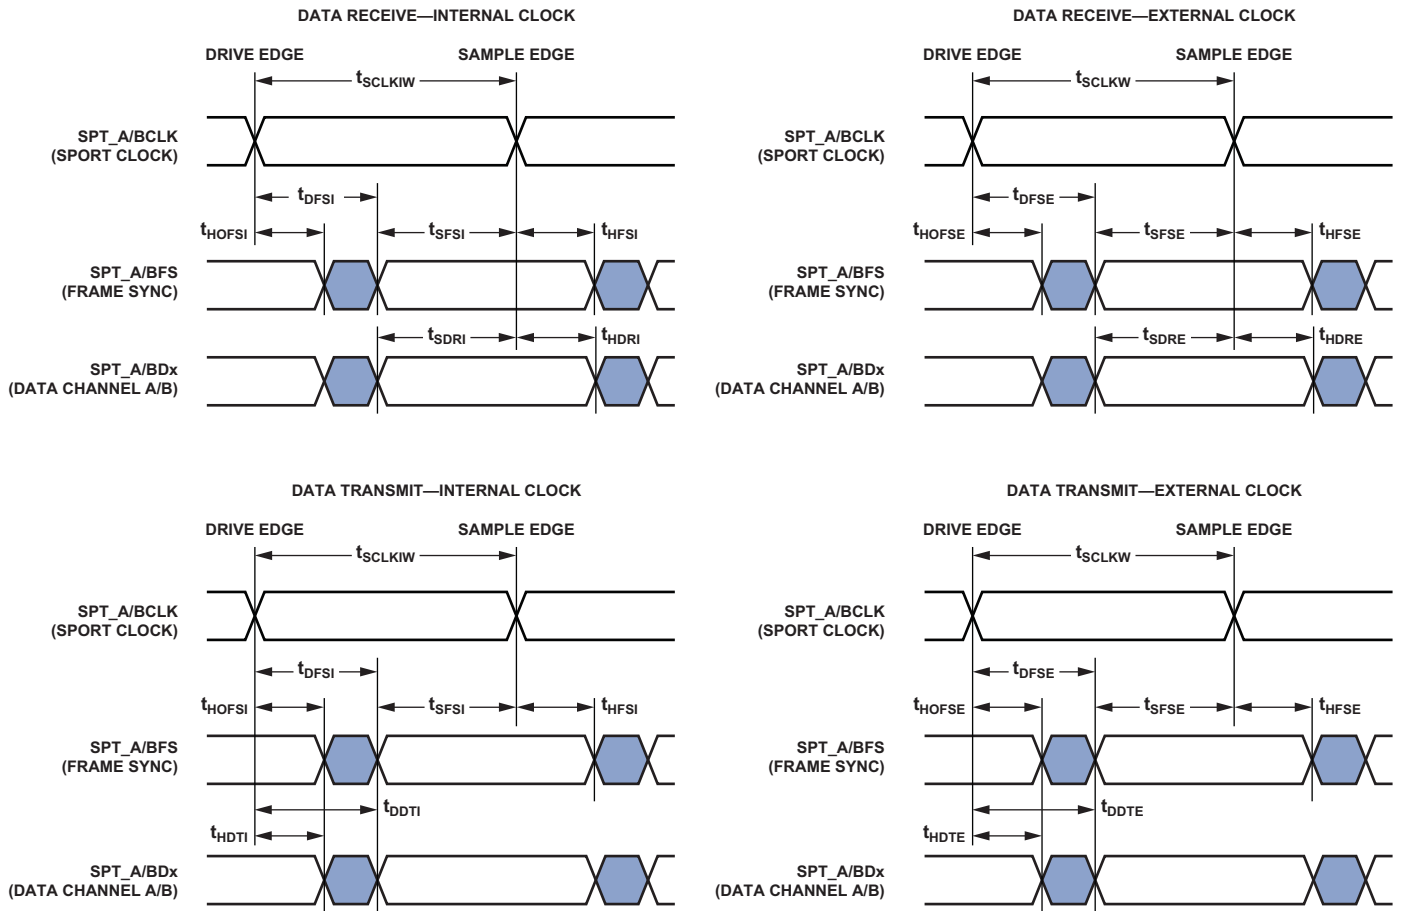 DATA RECEIVE—INTERNAL CLOCK
DRIVE EDGE
SAMPLE EDGE
tSCLKIW
SPT_A/BCLK
(SPORT CLOCK)
tDFSI
tHOFSI
tSFSI
tHFSI
SPT_A/BFS
(FRAME SYNC)
tSDRI
tHDRI
SPT_A/BDx
(DATA CHANNEL A/B)
DATA RECEIVE—EXTERNAL CLOCK
DRIVE EDGE
SAMPLE EDGE
tSCLKW
SPT_A/BCLK
(SPORT CLOCK)
tDFSE
tHOFSE
tSFSE
tHFSE
SPT_A/BFS
(FRAME SYNC)
tSDRE
tHDRE
SPT_A/BDx
(DATA CHANNEL A/B)
DATA TRANSMIT—INTERNAL CLOCK
DRIVE EDGE
SAMPLE EDGE
tSCLKIW
SPT_A/BCLK
(SPORT CLOCK)
tDFSI
tHOFSI
tSFSI
tHFSI
SPT_A/BFS
(FRAME SYNC)
tDDTI
tHDTI
SPT_A/BDx
(DATA CHANNEL A/B)
DATA TRANSMIT—EXTERNAL CLOCK
DRIVE EDGE
SAMPLE EDGE
tSCLKW
SPT_A/BCLK
(SPORT CLOCK)
tDFSE
tHOFSE
tSFSE
tHFSE
SPT_A/BFS
(FRAME SYNC)
tDDTE
tHDTE
SPT_A/BDx
(DATA CHANNEL A/B)